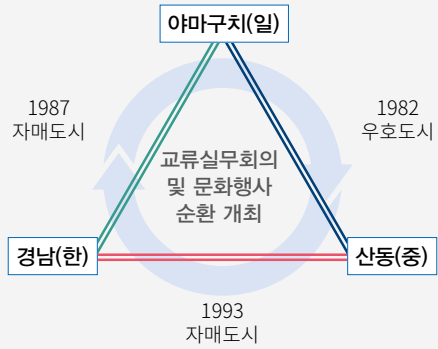 야마구치(일)
1987
자매도시
1982
우호도시
교류실무회의
및 문화행사
순환 개최
경남(한)
산동(중)
1993
자매도시